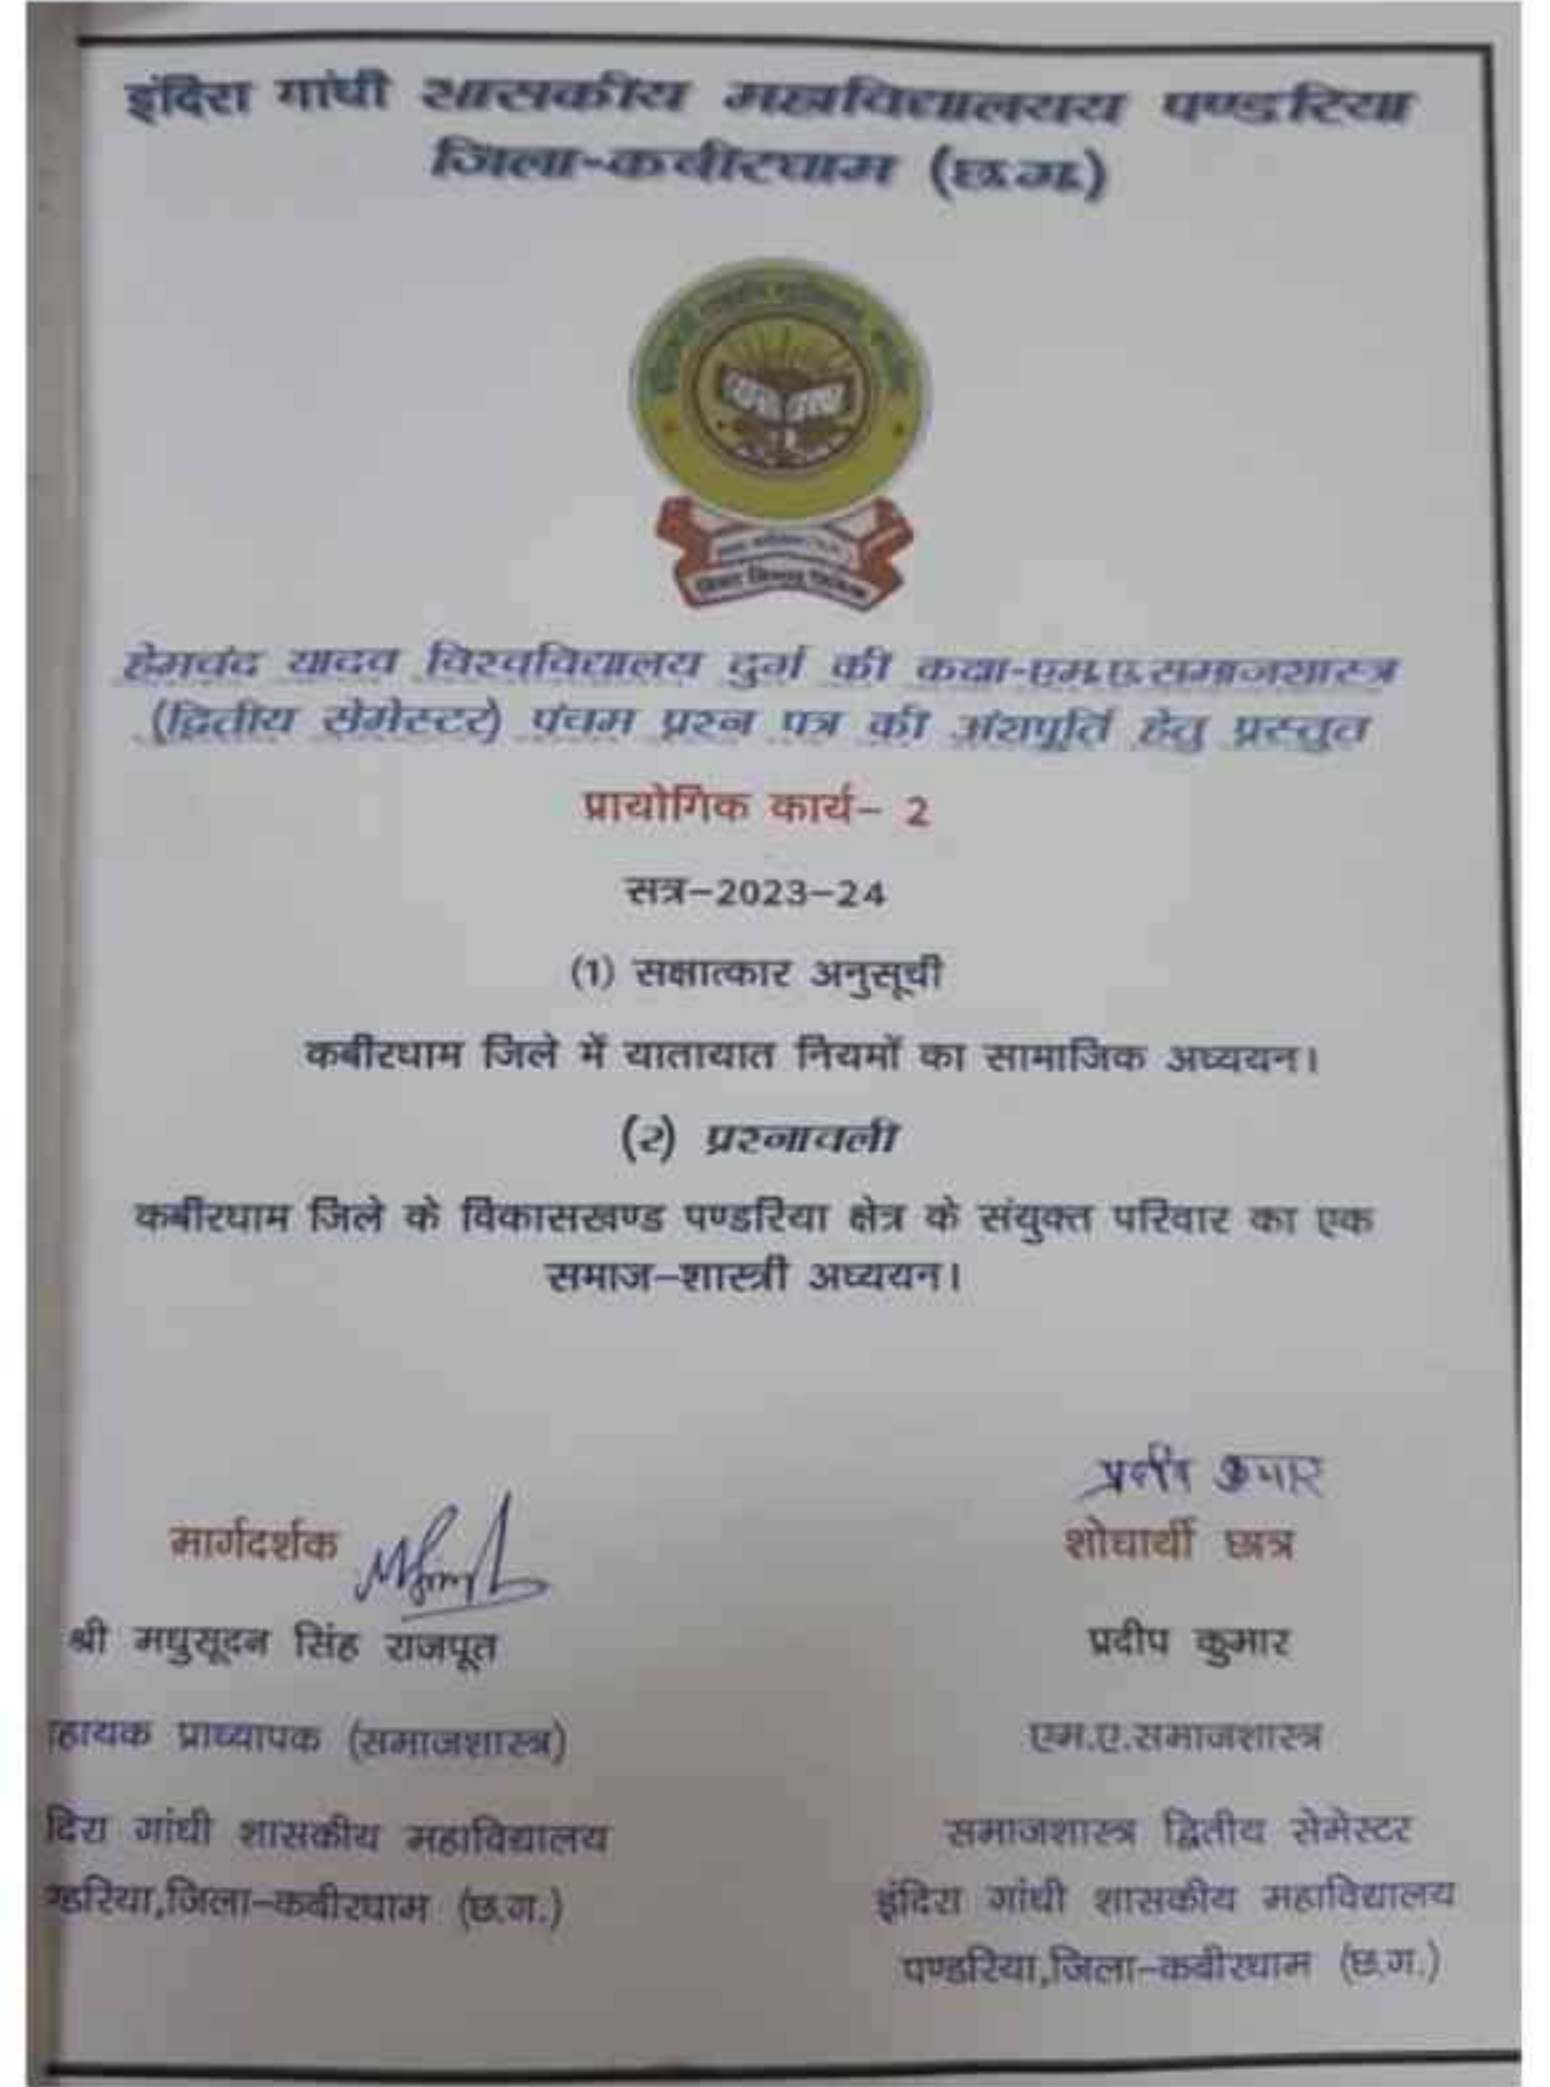 इंदिरा गांधी शासकीय महाविद्यालयय पण्डरिया
जिला-कबीरधाम (छ.ग.)
हेमचंद यादव विश्वविद्यालय दुर्ग की कक्षा-एम.ए.समाजशास्त्र
(द्वितीय सेमेस्टर) पंचम प्रश्न पत्र की अंशपूर्ति हेतु प्रस्तुत
प्रायोगिक कार्य– 2
सत्र–2023–24
(1) सक्षात्कार अनुसूची
कबीरधाम जिले में यातायात नियमों का सामाजिक अध्ययन।
(२) प्रश्नावली
कबीरधाम जिले के विकासखण्ड पण्डरिया क्षेत्र के संयुक्त परिवार का एक
समाज–शास्त्री अध्ययन।
प्रदीप कुमार
मार्गदर्शक
शोधार्थी छात्र
श्री मधुसूदन सिंह राजपूत
प्रदीप कुमार
हायक प्राध्यापक (समाजशास्त्र)
एम.ए.समाजशास्त्र
दिरा गांधी शासकीय महाविद्यालय
समाजशास्त्र द्वितीय सेमेस्टर
ण्डरिया,जिला–कबीरधाम (छ.ग.)
इंदिरा गांधी शासकीय महाविद्यालय
पण्डरिया,जिला–कबीरधाम (छ.ग.)